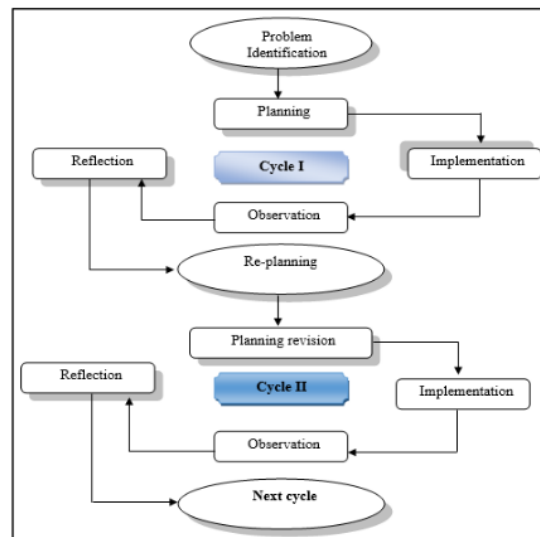 Problem
Identification
Planning
Reflection
Cycle I
Implementation
Observation
Re-planning
Planning revision
Reflection
Cycle II
Implementation
Observation
Next cycle